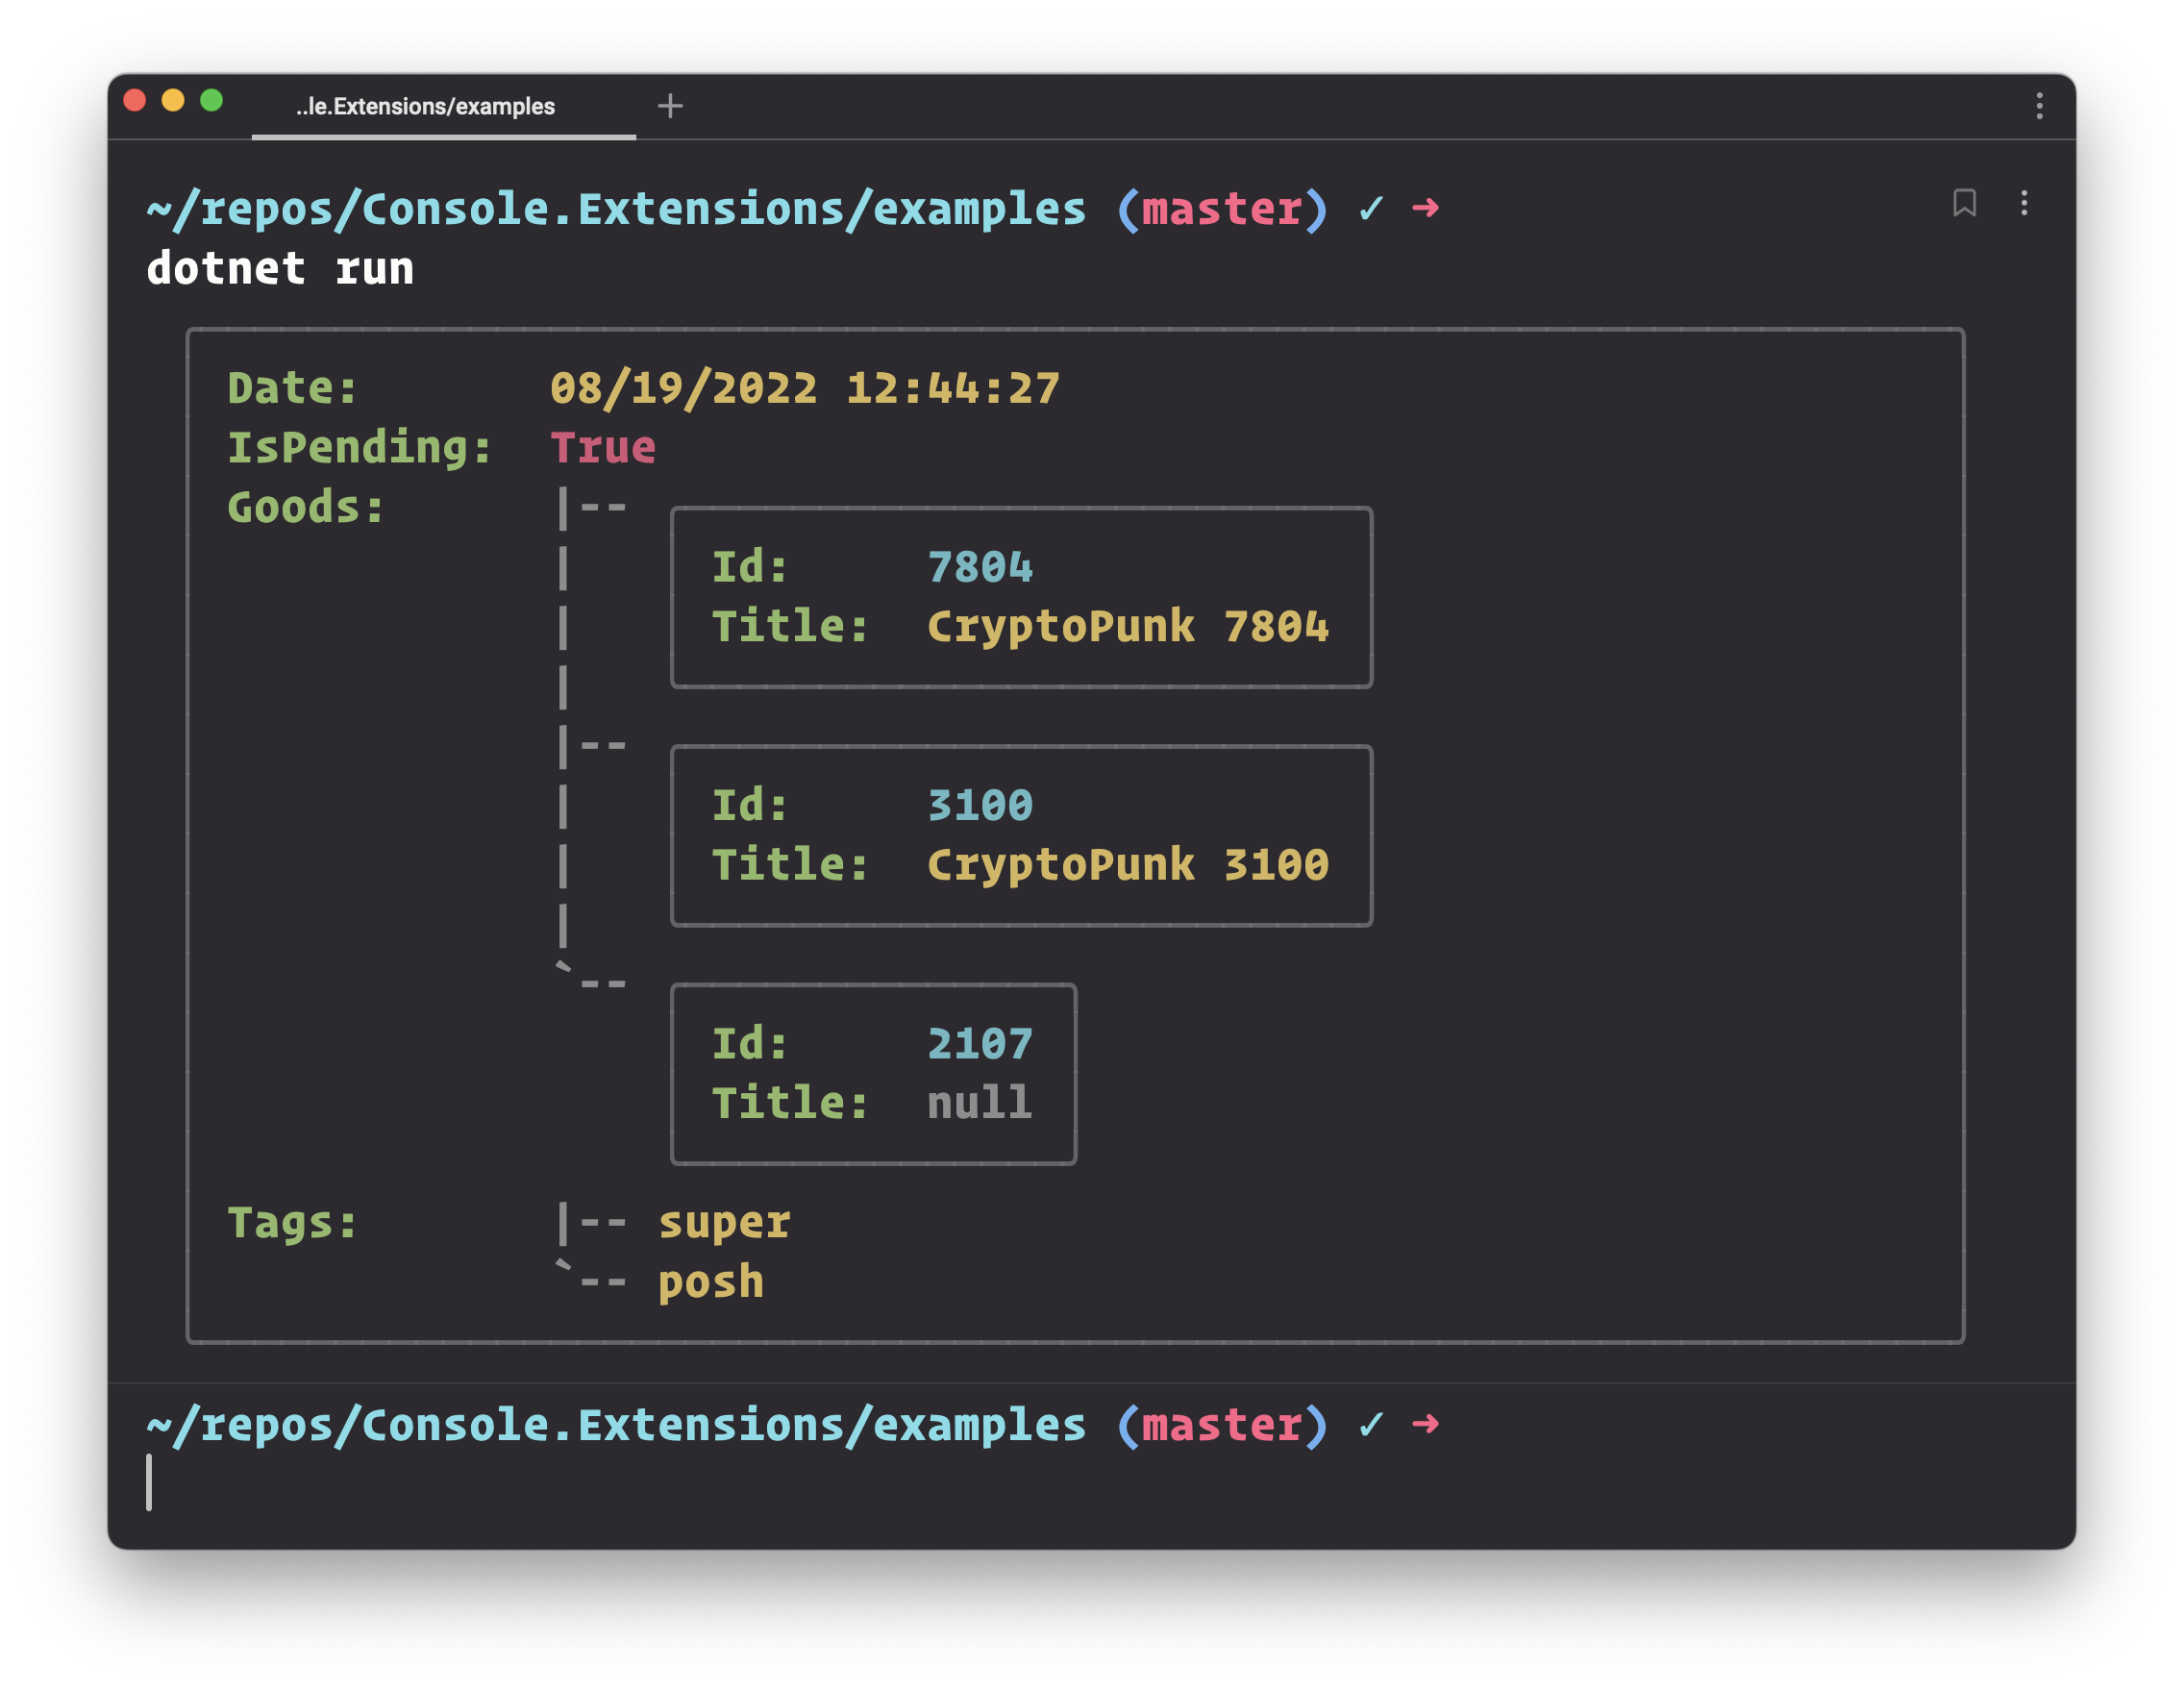 ..le.Extensions/examples
~/repos/Console.Extensions/examples (master) ✓ ➜
dotnet run
Date: 08/19/2022 12:44:27
IsPending: True
Goods: |--
Id: 7804
Title: CryptoPunk 7804
|--
Id: 3100
Title: CryptoPunk 3100
`--
Id: 2107
Title: null
Tags: |-- super
`-- posh
~/repos/Console.Extensions/examples (master) ✓ ➜